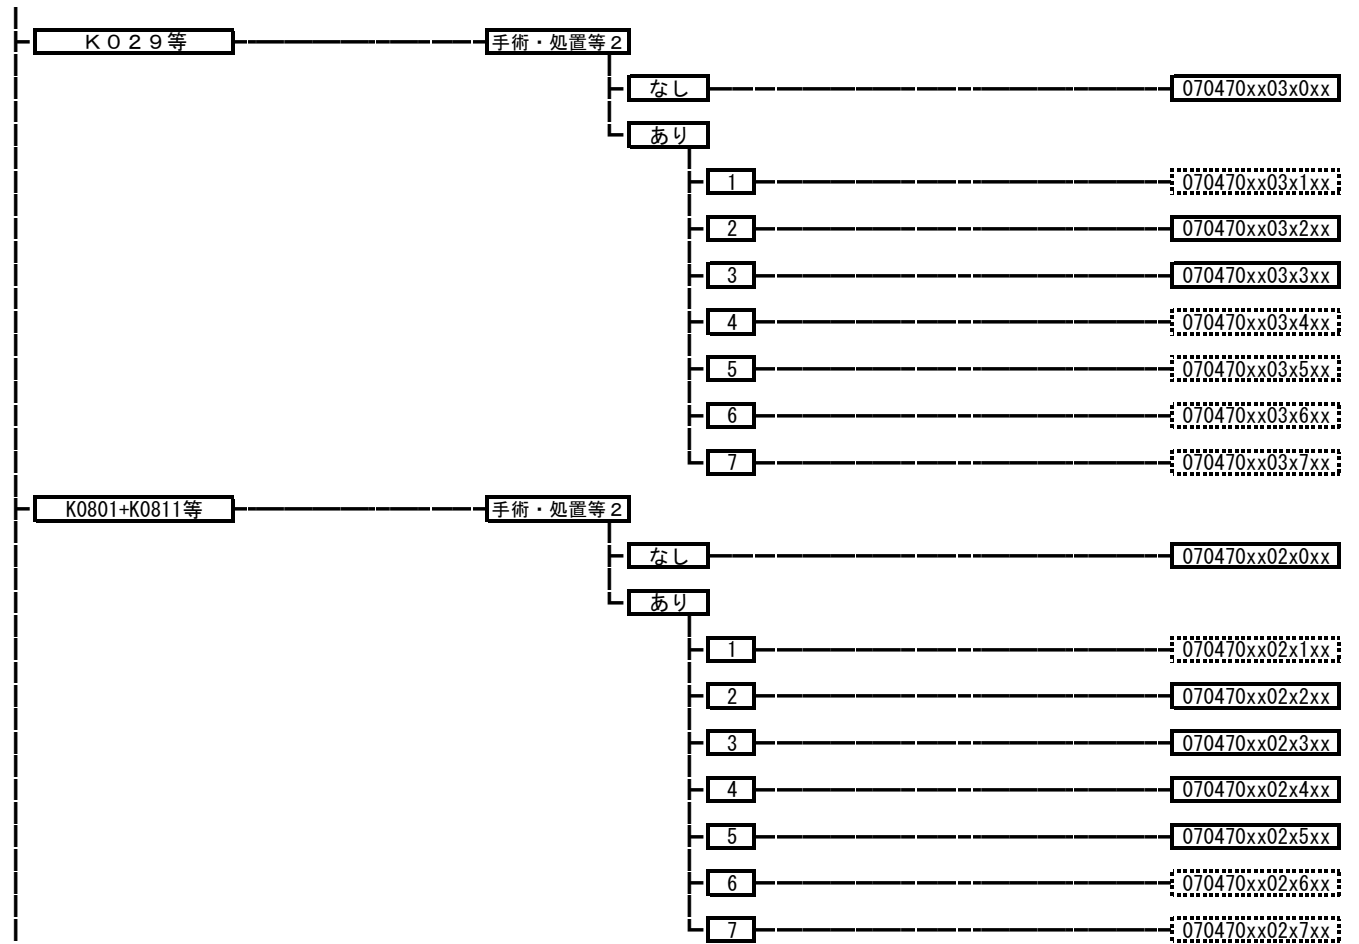 Ｋ０２９等 手術・処置等２
なし 070470xx03x0xx
あり
1 070470xx03x1xx
2 070470xx03x2xx
3 070470xx03x3xx
4 070470xx03x4xx
5 070470xx03x5xx
6 070470xx03x6xx
7 070470xx03x7xx
K0801+K0811等 手術・処置等２
なし 070470xx02x0xx
あり
1 070470xx02x1xx
2 070470xx02x2xx
3 070470xx02x3xx
4 070470xx02x4xx
5 070470xx02x5xx
6 070470xx02x6xx
7 070470xx02x7xx